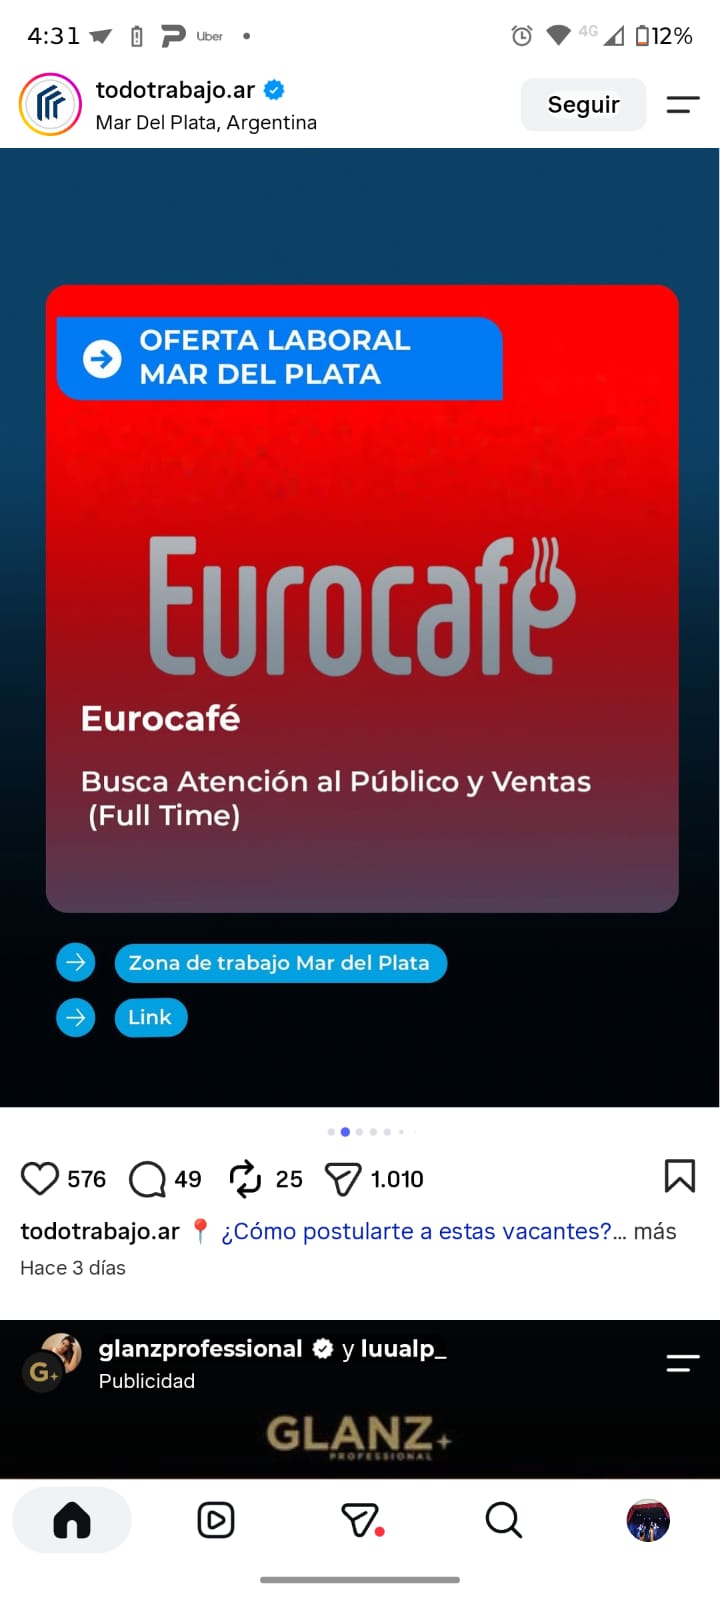 4:31 Uber 4G 12%
todotrabajo.ar
Mar Del Plata, Argentina
Seguir
OFERTA LABORAL
MAR DEL PLATA
Eurocafé
Eurocafé
Busca Atención al Público y Ventas
(Full Time)
Zona de trabajo Mar del Plata
Link
576 49 25 1.010
todotrabajo.ar 📍 ¿Cómo postularte a estas vacantes?... más
Hace 3 días
glanzprofessional y luualp_
Publicidad
G+
GLANZ+
PROFESSIONAL